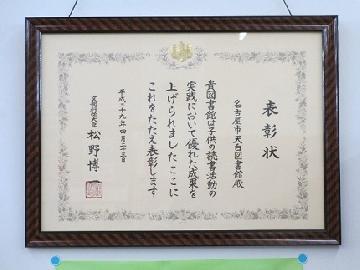 表彰状
名古屋市天白図書館殿
貴図書館は子供の読書活動の
実践において優れた成果を
上げられましたここに
これをたたえ表彰します
平成二十九年四月二十三日
文部科学大臣 松野博一